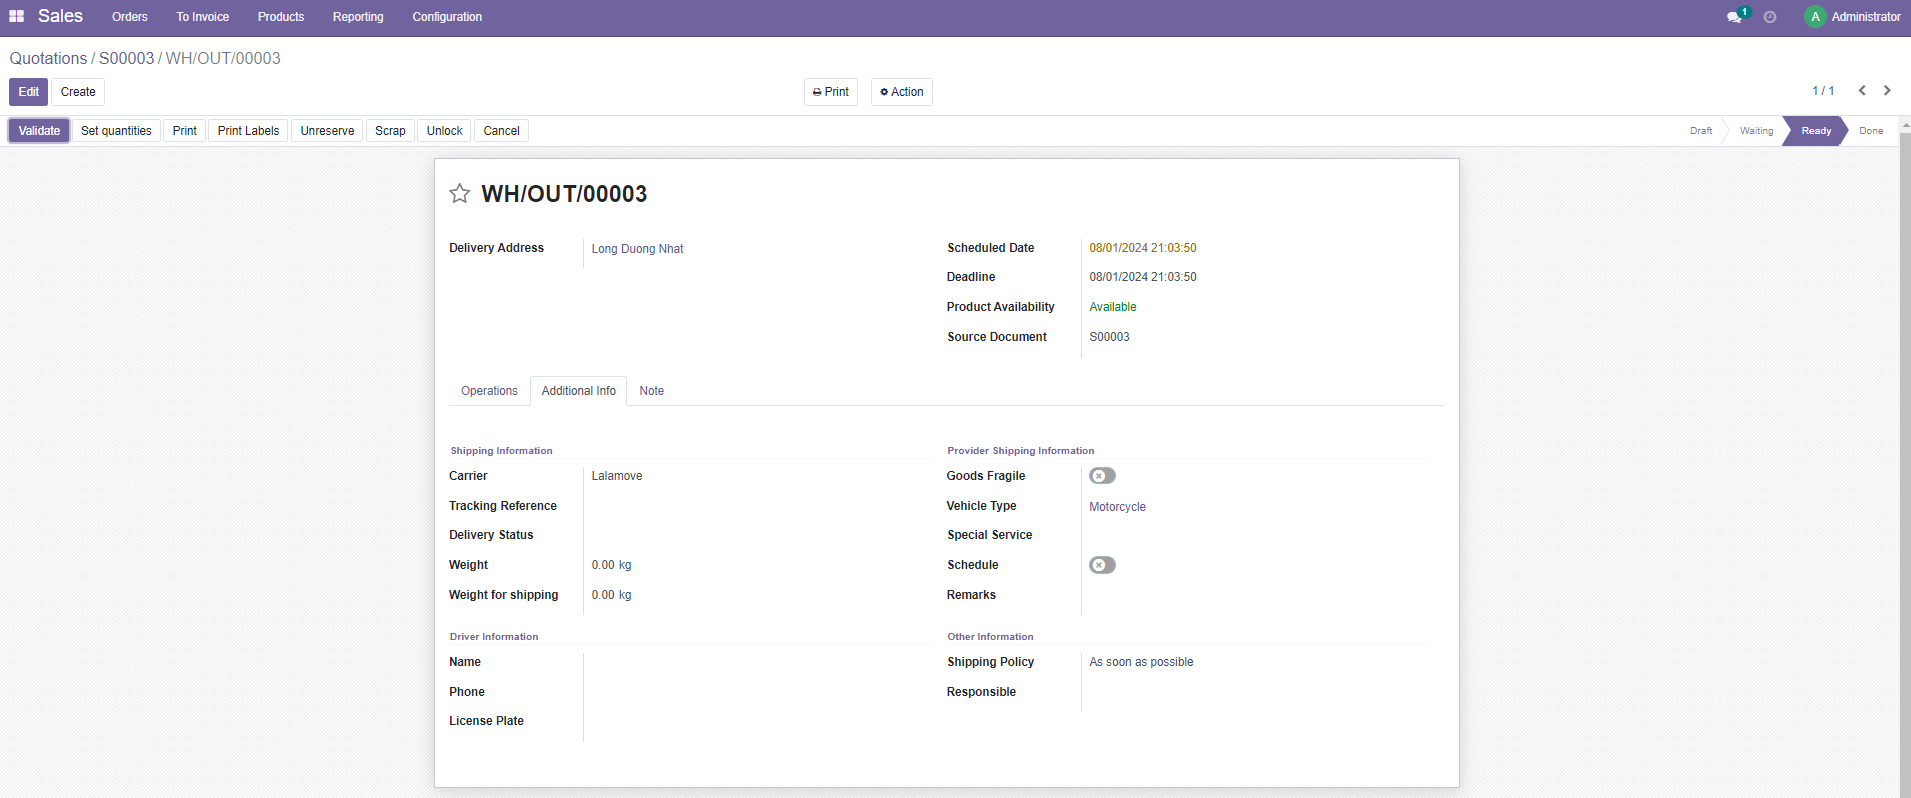 Sales Orders To Invoice Products Reporting Configuration 1 A Administrator
Quotations / S00003 / WH/OUT/00003
Edit Create Print Action 1 / 1
Validate Set quantities Print Print Labels Unreserve Scrap Unlock Cancel Draft Waiting Ready Done
WH/OUT/00003
Delivery Address Long Duong Nhat
Scheduled Date 08/01/2024 21:03:50
Deadline 08/01/2024 21:03:50
Product Availability Available
Source Document S00003
Operations Additional Info Note
Shipping Information
Carrier Lalamove
Tracking Reference
Delivery Status
Weight 0.00 kg
Weight for shipping 0.00 kg
Provider Shipping Information
Goods Fragile
Vehicle Type Motorcycle
Special Service
Schedule
Remarks
Driver Information
Name
Phone
License Plate
Other Information
Shipping Policy As soon as possible
Responsible